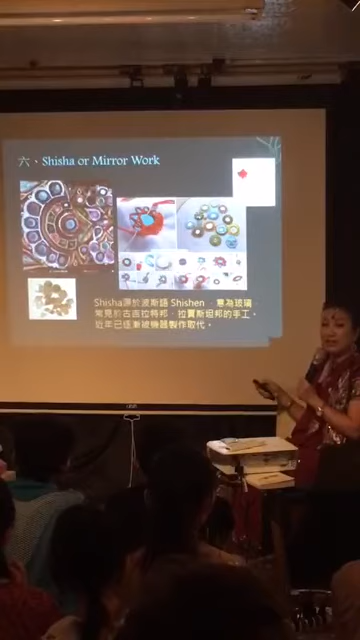 六、Shisha or Mirror Work
Shisha源於波斯語 Shishen 意為玻璃
常見於古吉拉特邦、拉賈斯坦邦的手工。
近年已逐漸被機器製作取代。